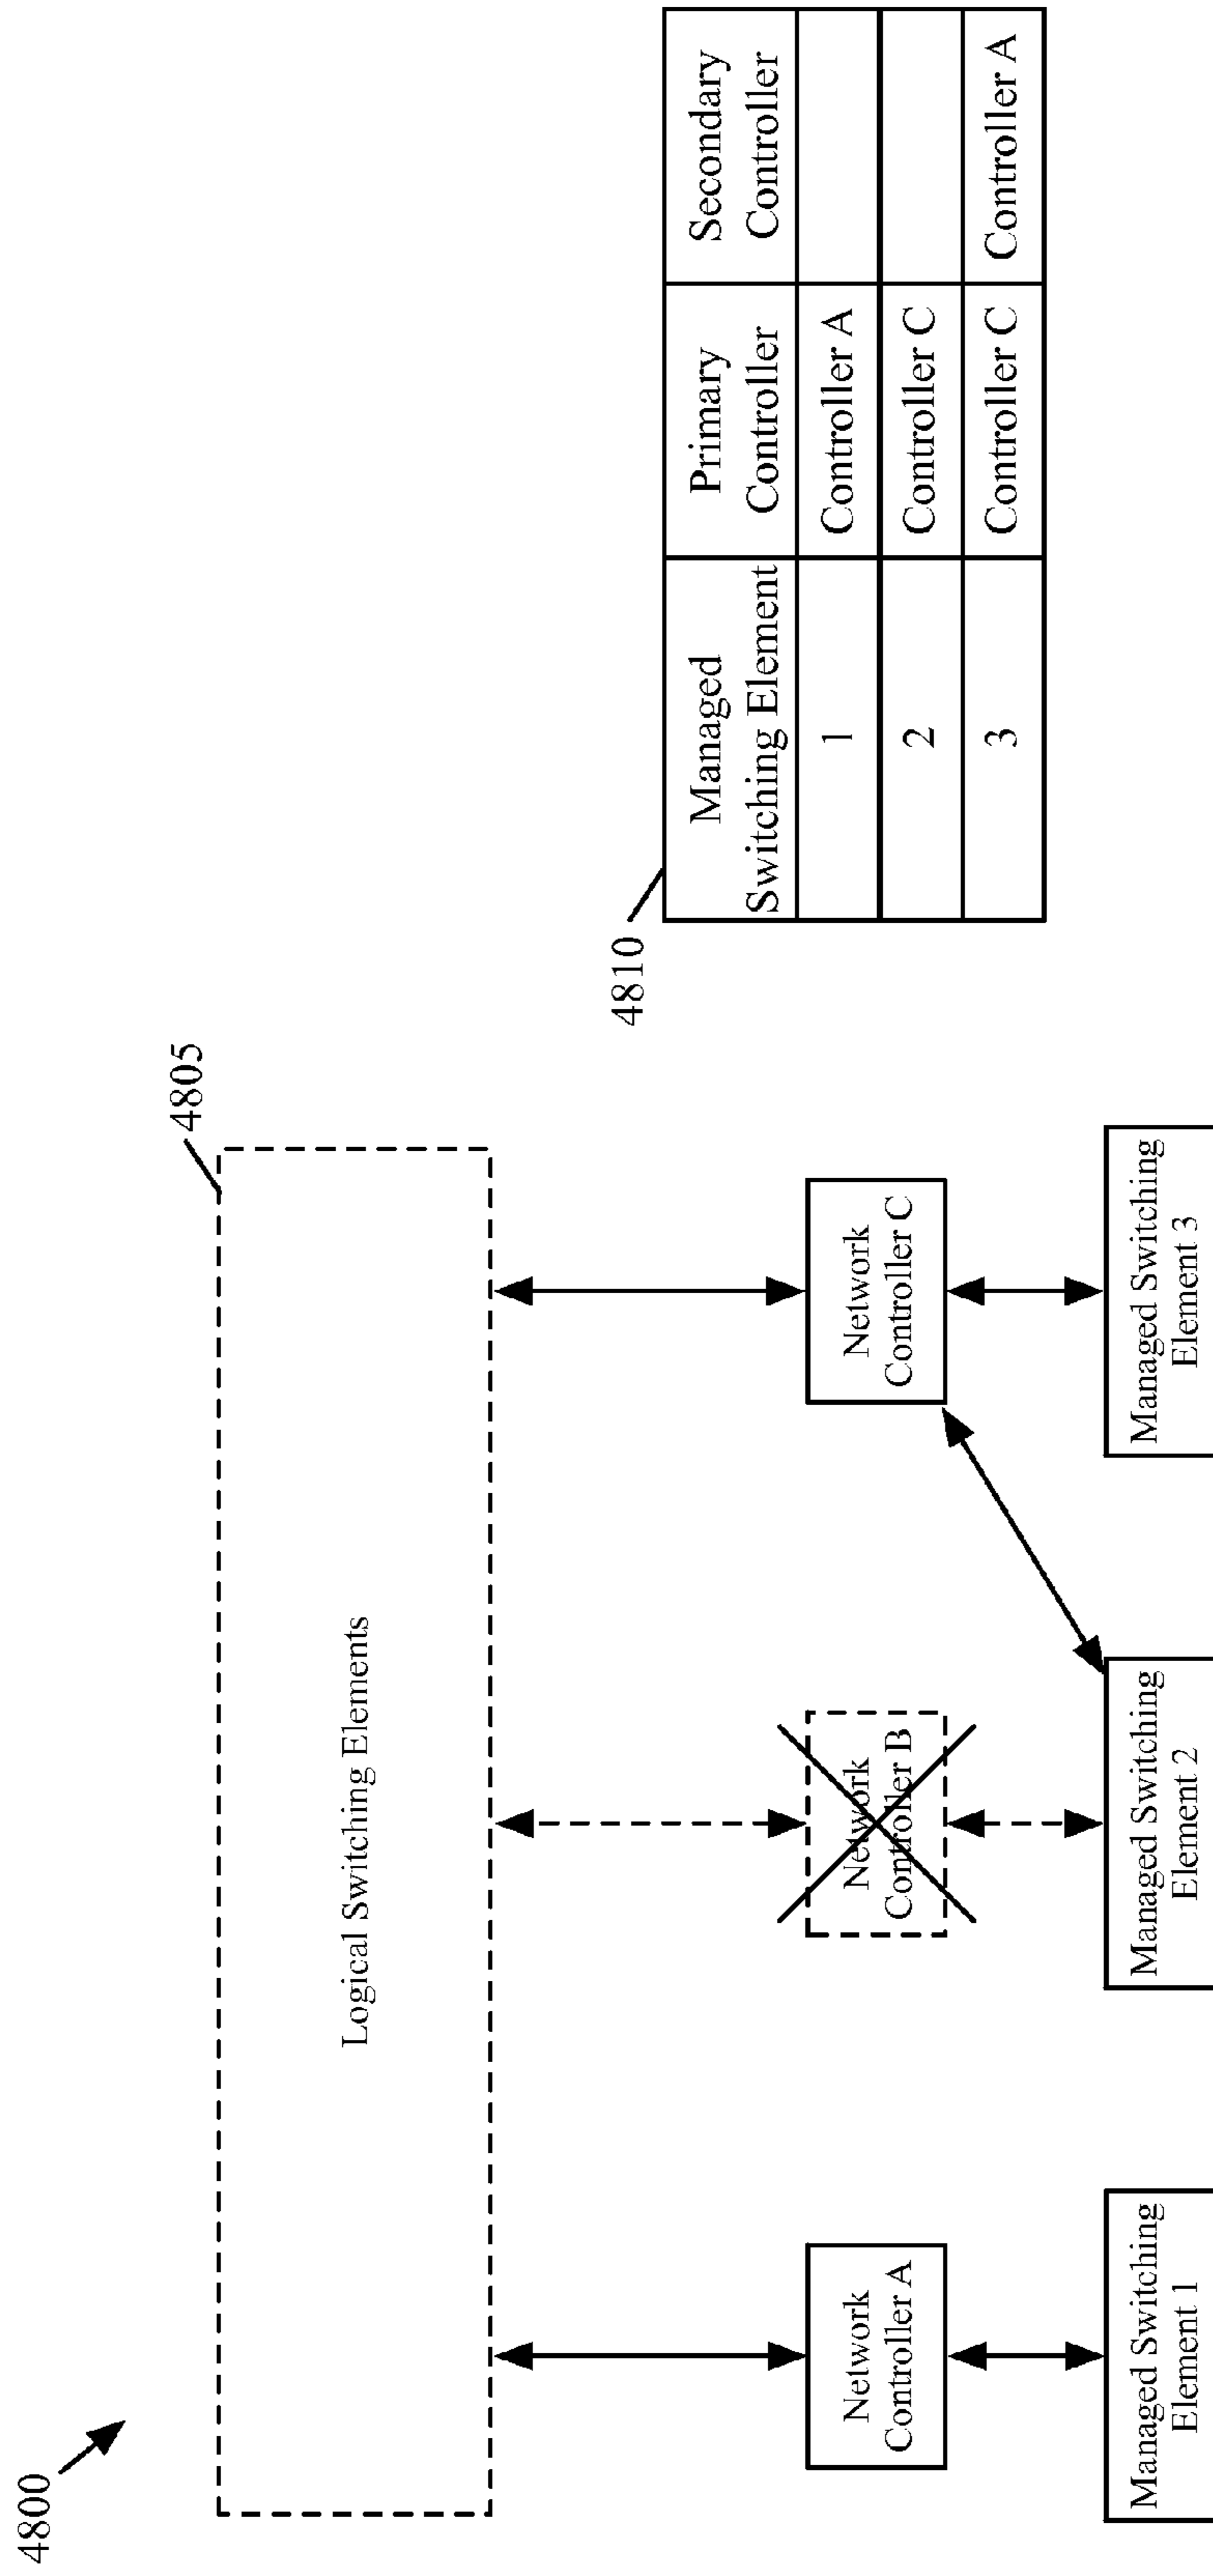 4800
4805
Logical Switching Elements
Network
Controller A
Network
Controller B
Network
Controller C
Managed Switching
Element 1
Managed Switching
Element 2
Managed Switching
Element 3
4810
Managed
Switching Element
Primary
Controller
Secondary
Controller
1
Controller A
2
Controller C
3
Controller C
Controller A